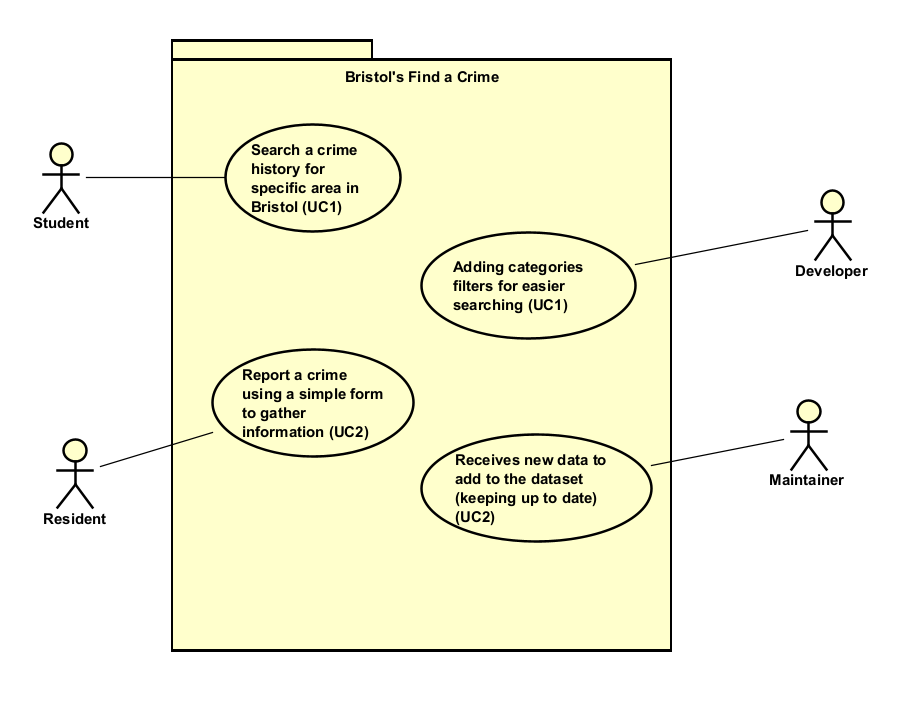 Bristol's Find a Crime
Search a crime
history for
specific area in
Bristol (UC1)
Student
Adding categories
filters for easier
searching (UC1)
Developer
Report a crime
using a simple form
to gather
information (UC2)
Resident
Receives new data to
add to the dataset
(keeping up to date)
(UC2)
Maintainer